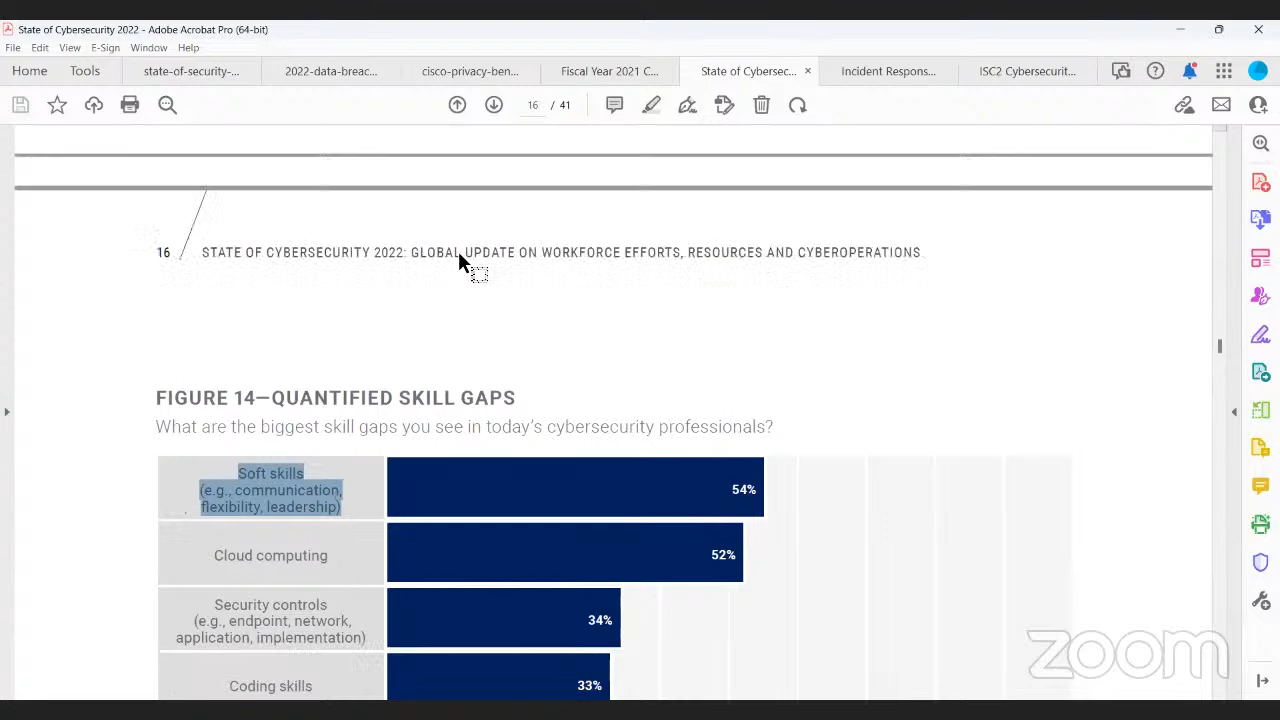 State of Cybersecurity 2022 - Adobe Acrobat Pro (64-bit)
File Edit View E-Sign Window Help
Home Tools state-of-security-... 2022-data-breac... cisco-privacy-ben... Fiscal Year 2021 C... State of Cybersec... × Incident Respons... ISC2 Cybersecurit...
16 / 41
16 STATE OF CYBERSECURITY 2022: GLOBAL UPDATE ON WORKFORCE EFFORTS, RESOURCES AND CYBEROPERATIONS
FIGURE 14—QUANTIFIED SKILL GAPS
What are the biggest skill gaps you see in today's cybersecurity professionals?
Soft skills
(e.g., communication,
flexibility, leadership)
54%
Cloud computing
52%
Security controls
(e.g., endpoint, network,
application, implementation)
34%
Coding skills
33%
zoom